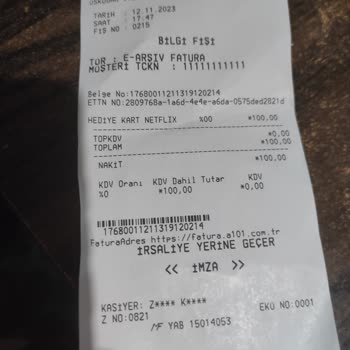 TARİH : 12.11.2023
SAAT : 17:47
FİŞ NO : 0215
BİLGİ FİŞİ
TÜR : E-ARŞİV FATURA
MÜŞTERİ TCKN : 11111111111
Belge No:17680011211319120214
ETTN NO:2809768a-1a6d-4e4e-a6da-0575ded2821d
HEDİYE KART NETFLIX %00 *100,00
TOPKDV *0,00
TOPLAM *100,00
NAKİT *100,00
KDV Oranı KDV Dahil Tutar KDV
%0 *100,00 *0,00
17680011211319120214
FaturaAdres https://fatura.a101.com.tr
İRSALİYE YERİNE GEÇER
<< İMZA >>
KASİYER: Z**** K****
Z NO:0821 EKÜ NO:0001
MF YAB 15014053